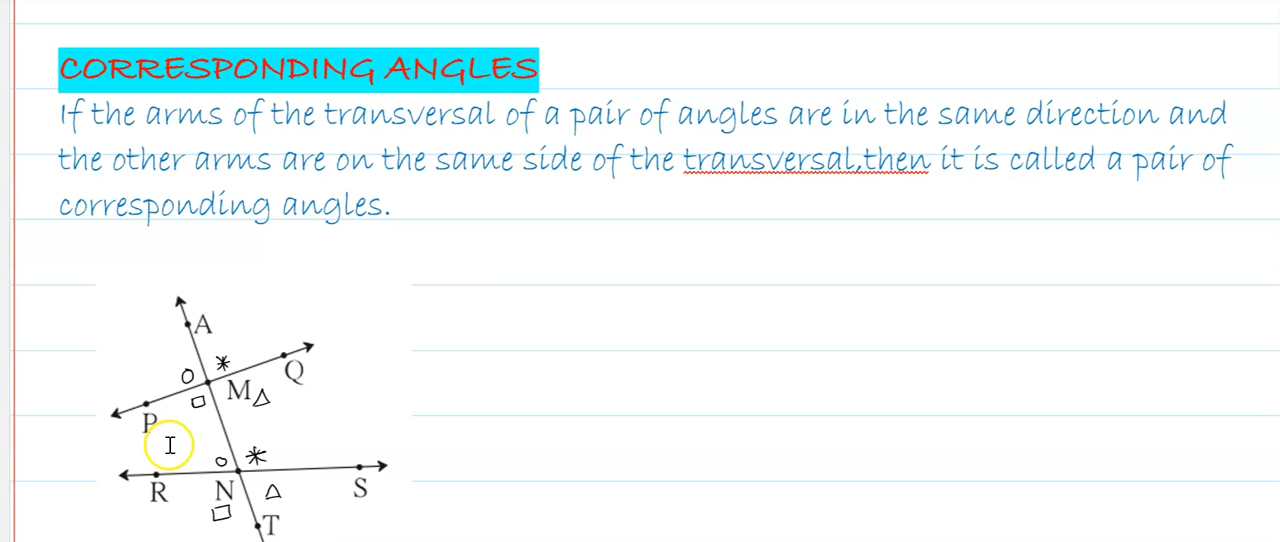 CORRESPONDING ANGLES
If the arms of the transversal of a pair of angles are in the same direction and
the other arms are on the same side of the transversal,then it is called a pair of
corresponding angles.
A
Q
M
P
R
N
S
T